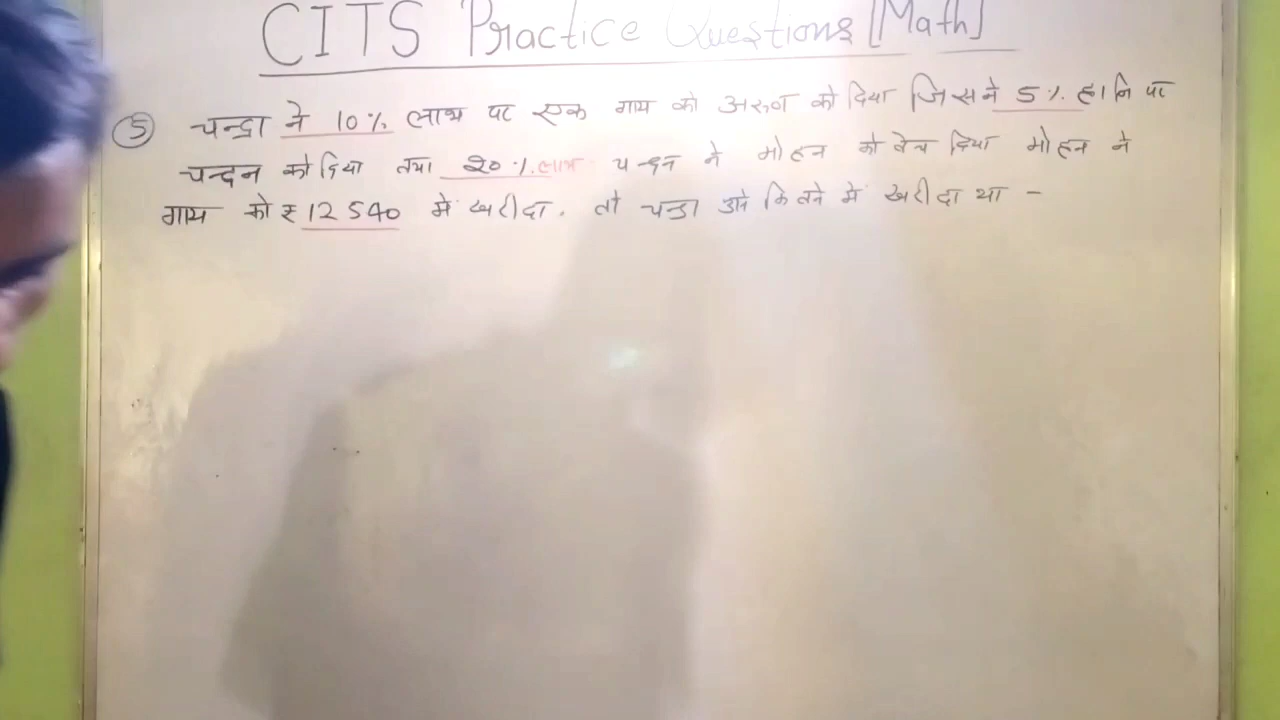 CITS Practice Questions [Math]
⑤ चन्द्रा ने 10% लाभ पर एक गाय को अरुण को दिया जिसने 5% हानि पर
चन्दन को दिया तथा 20% लाभ चन्दन ने मोहन को बेच दिया मोहन ने
गाय को ₹12540 में खरीदा. तो चन्द्रा उसे कितने में खरीदा था -